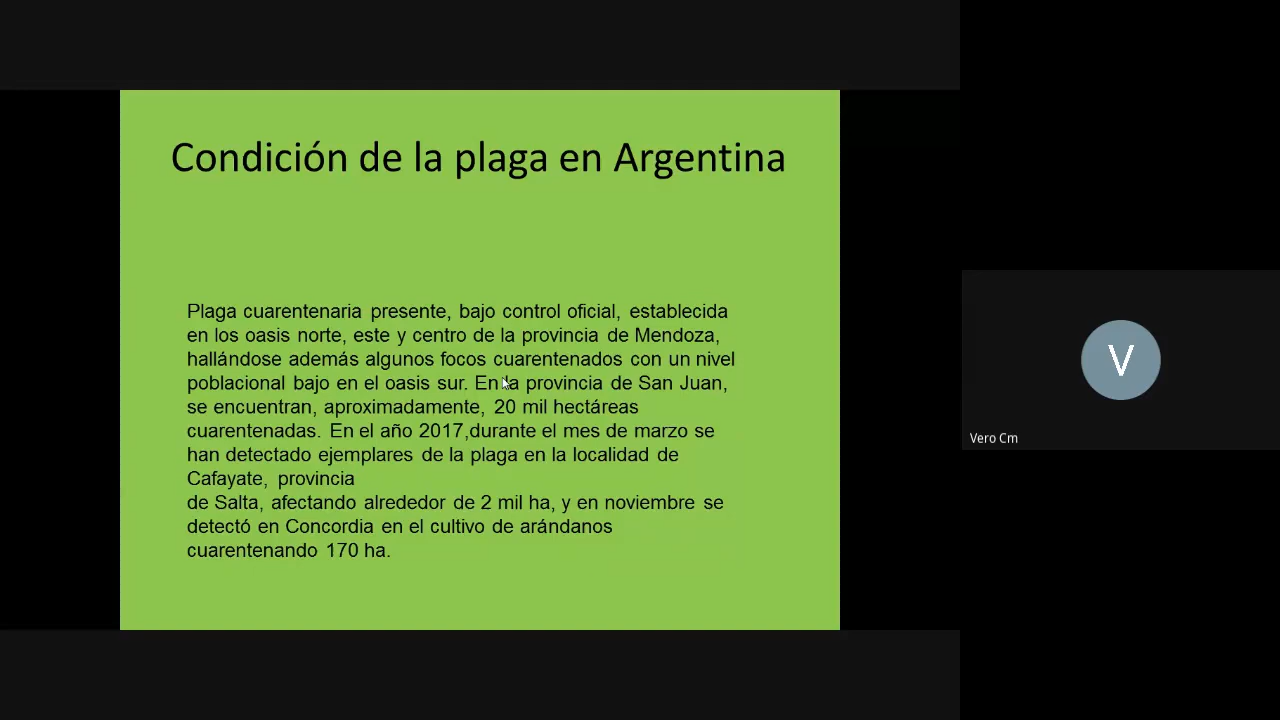 Condición de la plaga en Argentina
Plaga cuarentenaria presente, bajo control oficial, establecida
en los oasis norte, este y centro de la provincia de Mendoza,
hallándose además algunos focos cuarentenados con un nivel
poblacional bajo en el oasis sur. En la provincia de San Juan,
se encuentran, aproximadamente, 20 mil hectáreas
cuarentenadas. En el año 2017,durante el mes de marzo se
han detectado ejemplares de la plaga en la localidad de
Cafayate, provincia
de Salta, afectando alrededor de 2 mil ha, y en noviembre se
detectó en Concordia en el cultivo de arándanos
cuarentenando 170 ha.
V
Vero Cm